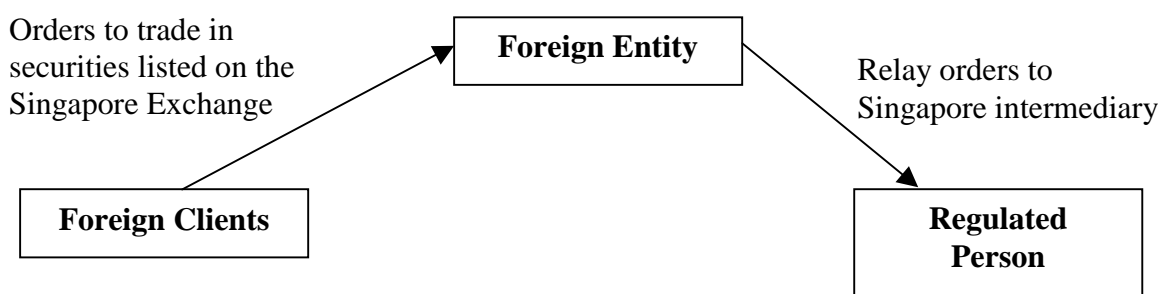 Orders to trade in
securities listed on the
Singapore Exchange
Foreign Entity
Relay orders to
Singapore intermediary
Foreign Clients
Regulated
Person